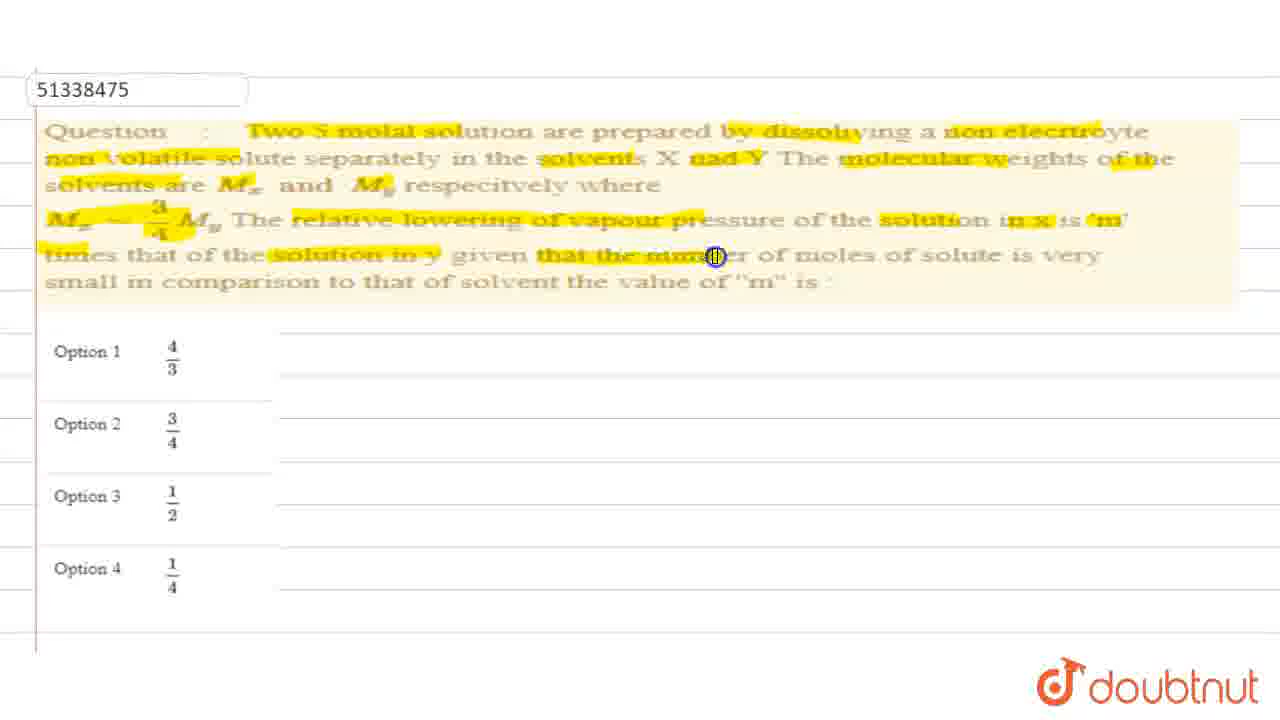 51338475
Question : Two 5 molal solution are prepared by dissolving a non elecrtroyte
non volatile solute separately in the solvents X nad Y The molecular weights of the
solvents are Mx and My respecitvely where
Mx = 3/4 My The relative lowering of vapour pressure of the solution in x is 'm'
times that of the solution in y given that the number of moles of solute is very
small m comparison to that of solvent the value of "m" is :
Option 1 4/3
Option 2 3/4
Option 3 1/2
Option 4 1/4
doubtnut